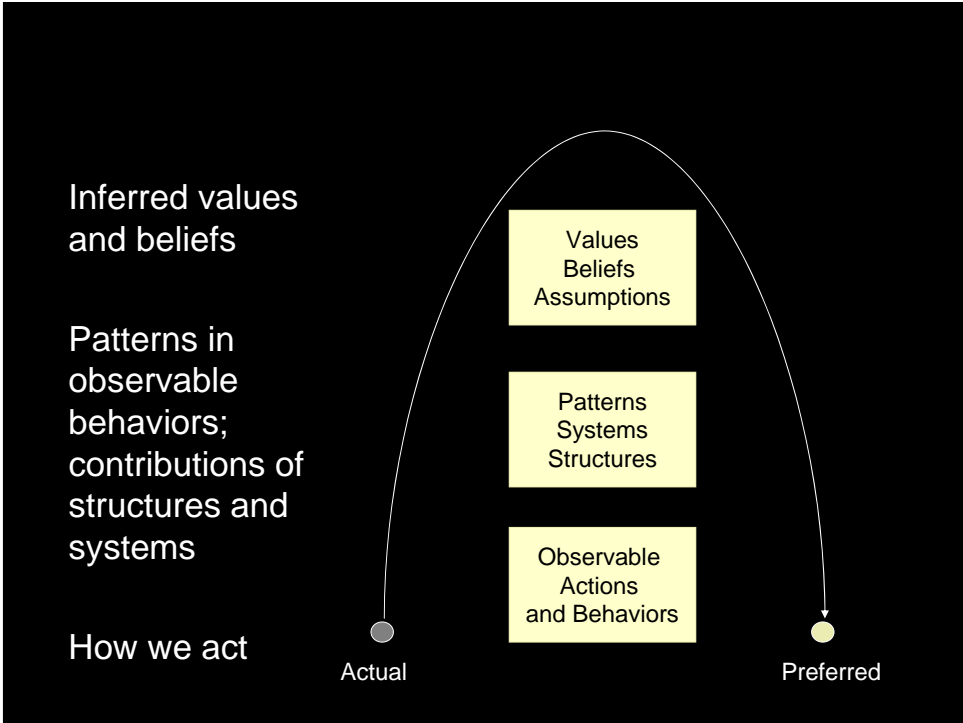 Inferred values
and beliefs
Patterns in
observable
behaviors;
contributions of
structures and
systems
How we act
Values
Beliefs
Assumptions
Patterns
Systems
Structures
Observable
Actions
and Behaviors
Actual
Preferred